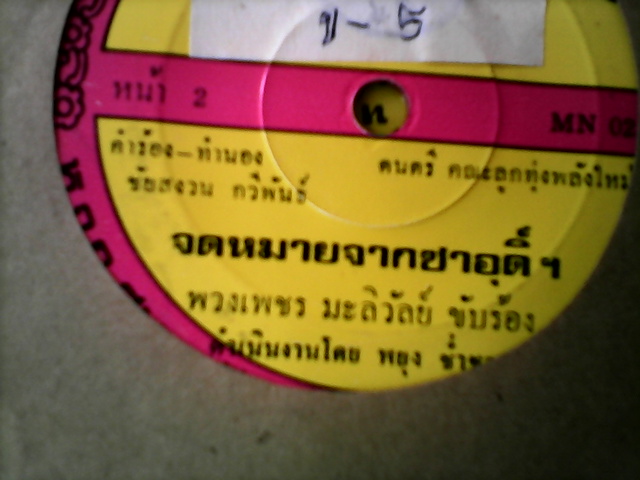 ข - 5
หน้า 2
MN 02
คำร้อง-ทำนอง
ชัยสงวน กวีพันธ์
ดนตรี คณะลูกทุ่งพลังใหม่
จดหมายจากซาอุดิ์ฯ
พวงเพชร มะลิวัลย์ ขับร้อง
ดำเนินงานโดย พยุง